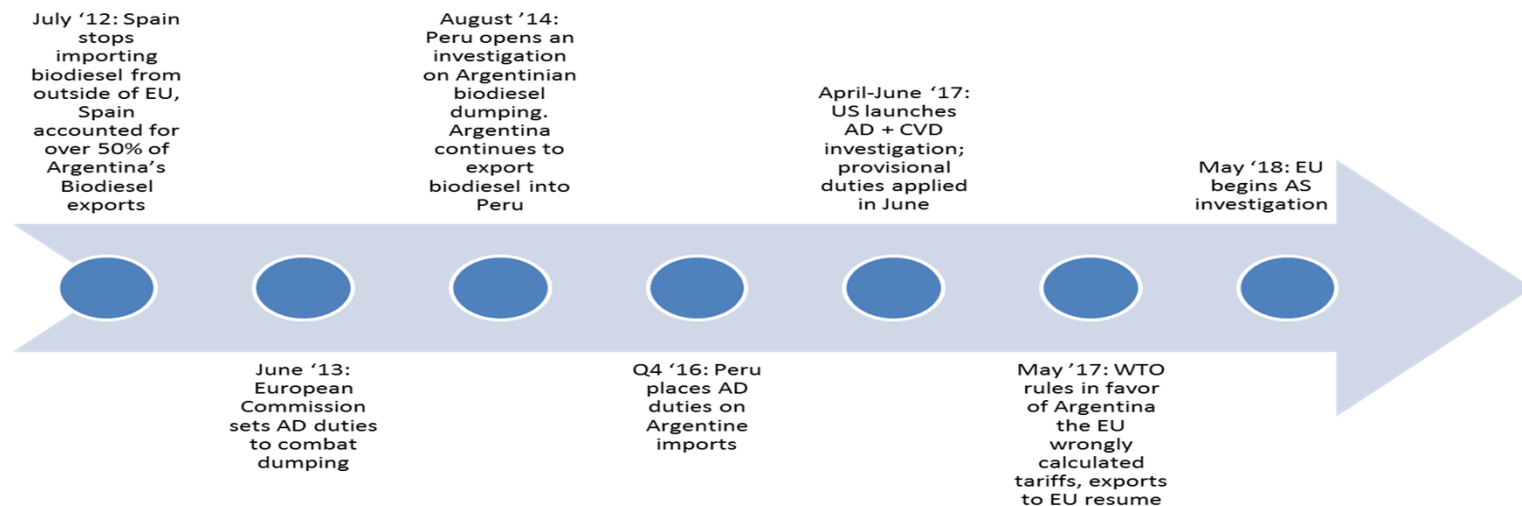 July ‘12: Spain
stops
importing
biodiesel from
outside of EU,
Spain
accounted for
over 50% of
Argentina’s
Biodiesel
exports
June ‘13:
European
Commission
sets AD duties
to combat
dumping
August ’14:
Peru opens an
investigation
on Argentinian
biodiesel
dumping.
Argentina
continues to
export
biodiesel into
Peru
Q4 ‘16: Peru
places AD
duties on
Argentine
imports
April-June ‘17:
US launches
AD + CVD
investigation;
provisional
duties applied
in June
May ’17: WTO
rules in favor
of Argentina
the EU
wrongly
calculated
tariffs, exports
to EU resume
May ‘18: EU
begins AS
investigation